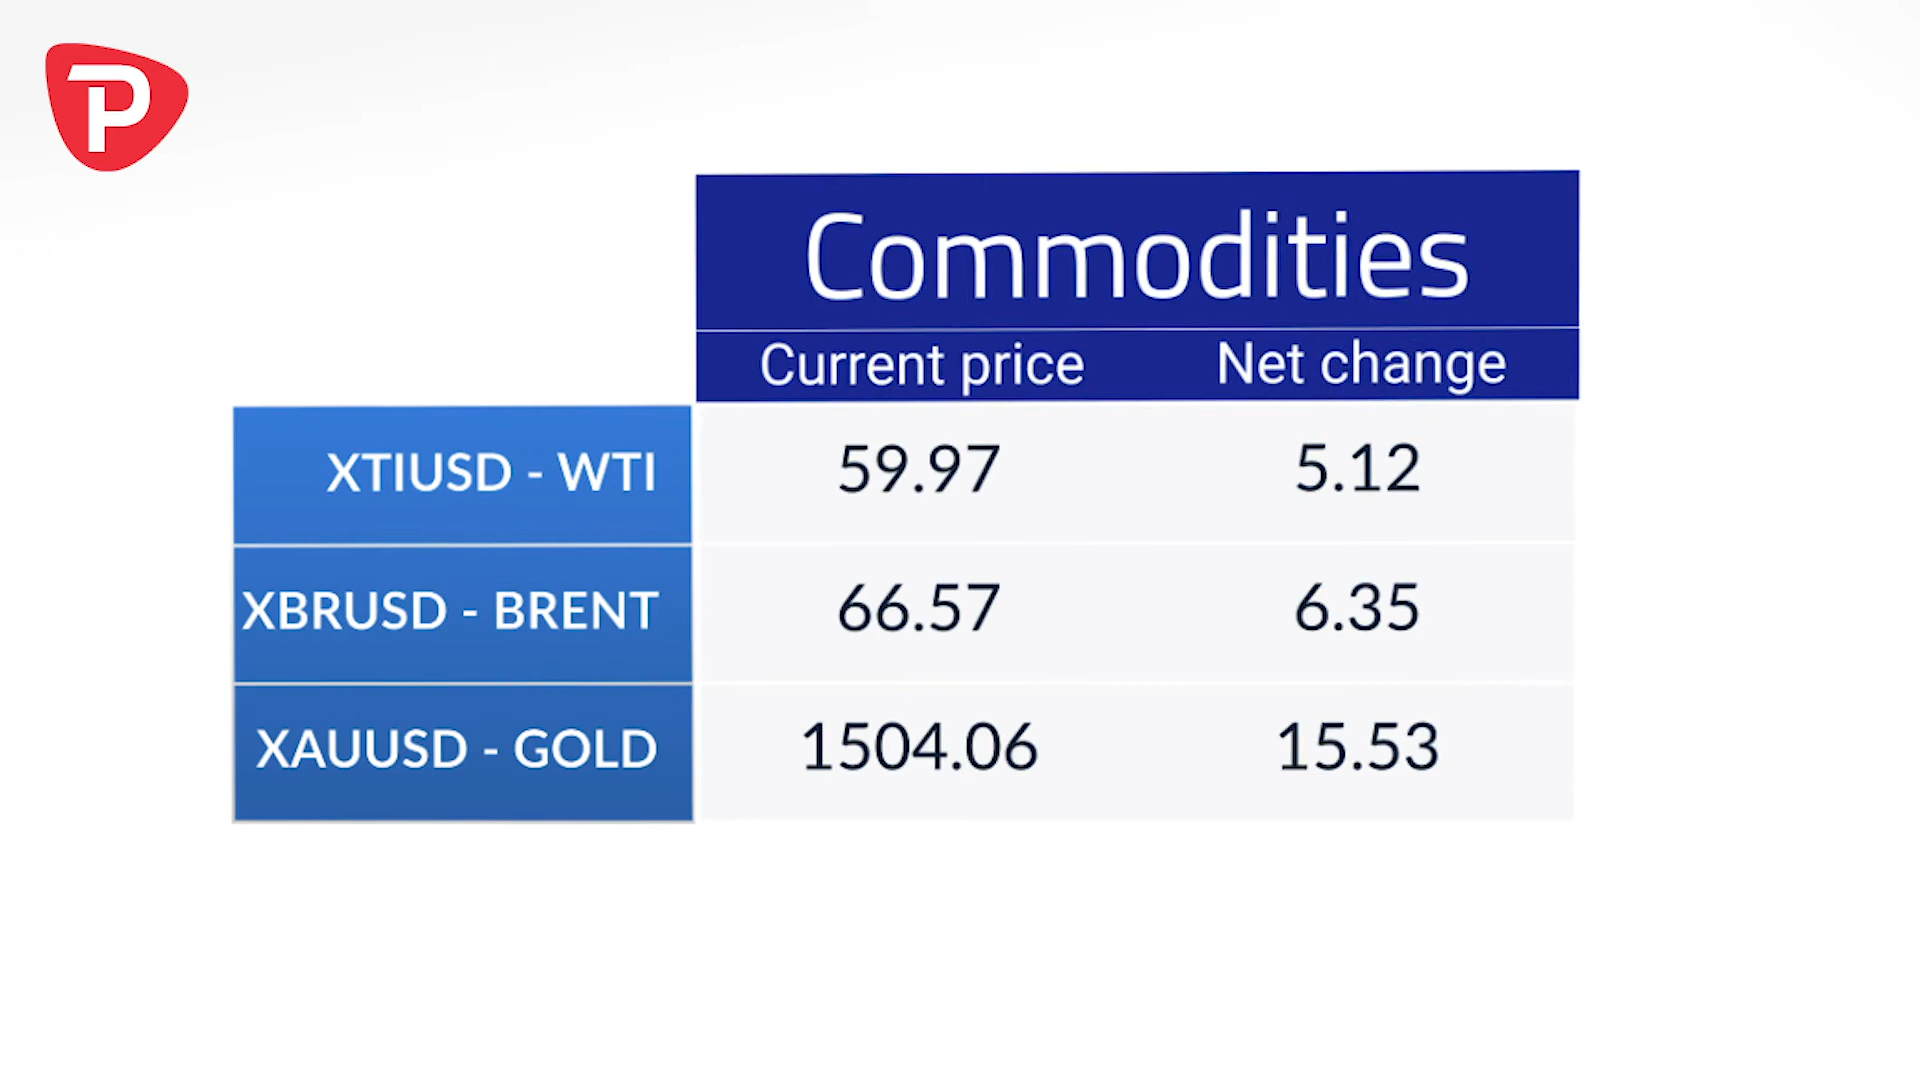 P
Commodities
Current price Net change
XTIUSD - WTI 59.97 5.12
XBRUSD - BRENT 66.57 6.35
XAUUSD - GOLD 1504.06 15.53